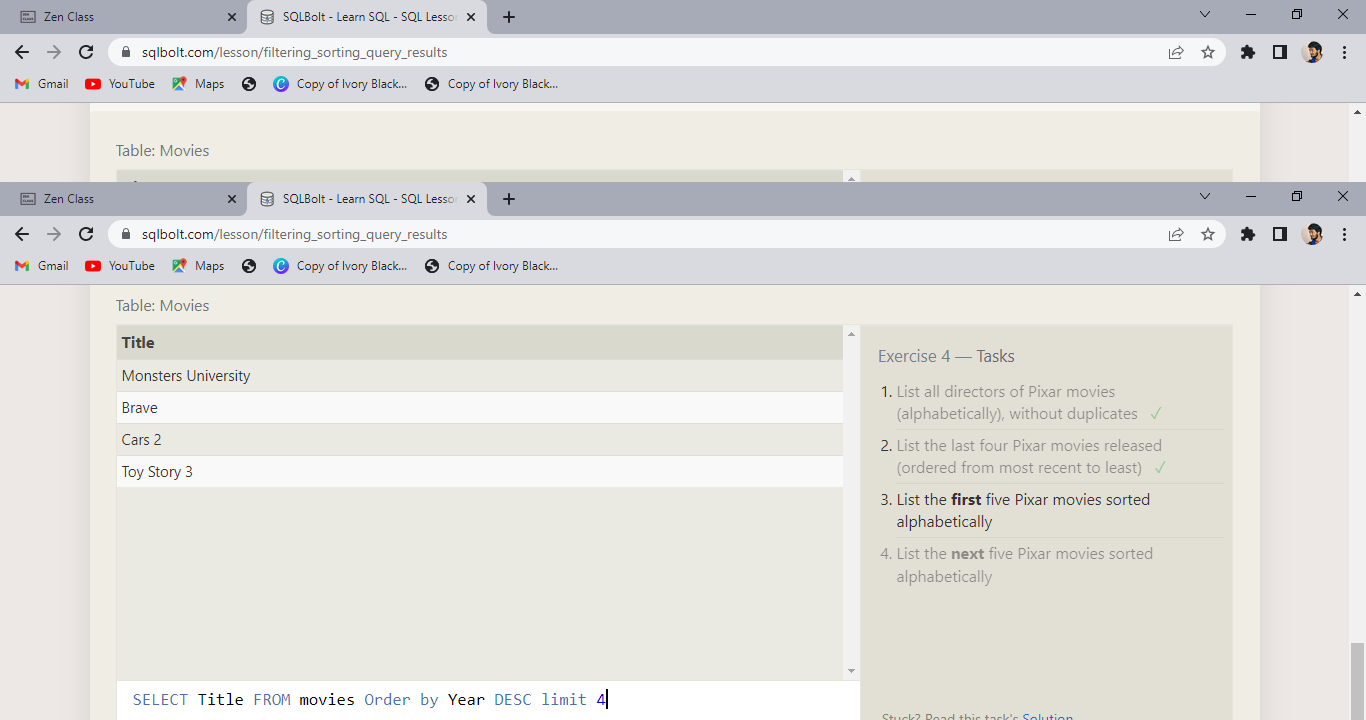 Zen Class
SQLBolt - Learn SQL - SQL Lesson
sqlbolt.com/lesson/filtering_sorting_query_results
Gmail YouTube Maps Copy of Ivory Black... Copy of Ivory Black...
Table: Movies
Zen Class
SQLBolt - Learn SQL - SQL Lesson
sqlbolt.com/lesson/filtering_sorting_query_results
Gmail YouTube Maps Copy of Ivory Black... Copy of Ivory Black...
Table: Movies
Title
Monsters University
Brave
Cars 2
Toy Story 3
Exercise 4 — Tasks
1. List all directors of Pixar movies
(alphabetically), without duplicates ✓
2. List the last four Pixar movies released
(ordered from most recent to least) ✓
3. List the first five Pixar movies sorted
alphabetically
4. List the next five Pixar movies sorted
alphabetically
SELECT Title FROM movies Order by Year DESC limit 4
Stuck? Read this task's Solution